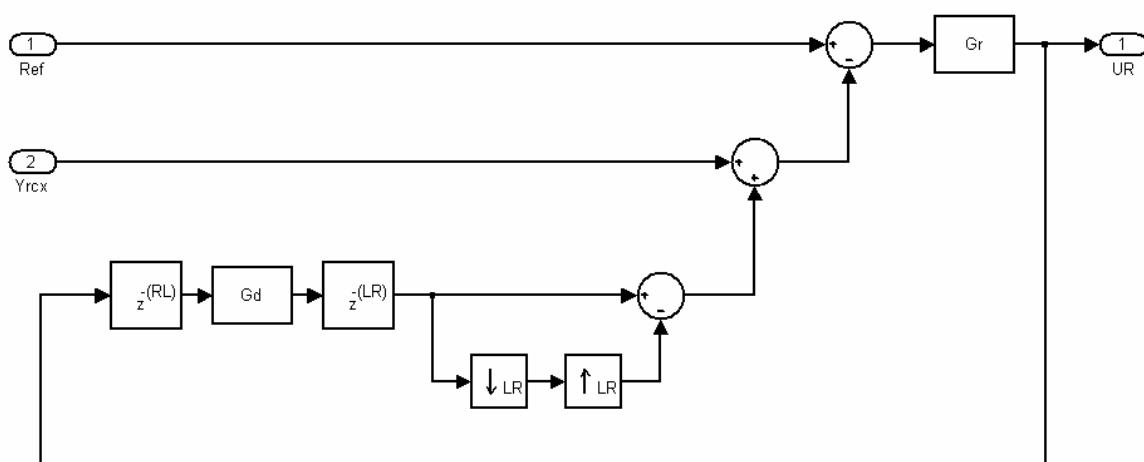 1
Ref
+
-
Gr
1
UR
2
Yrcx
+
+
z-(RL)
Gd
z-(LR)
+
-
↓ LR
↑ LR